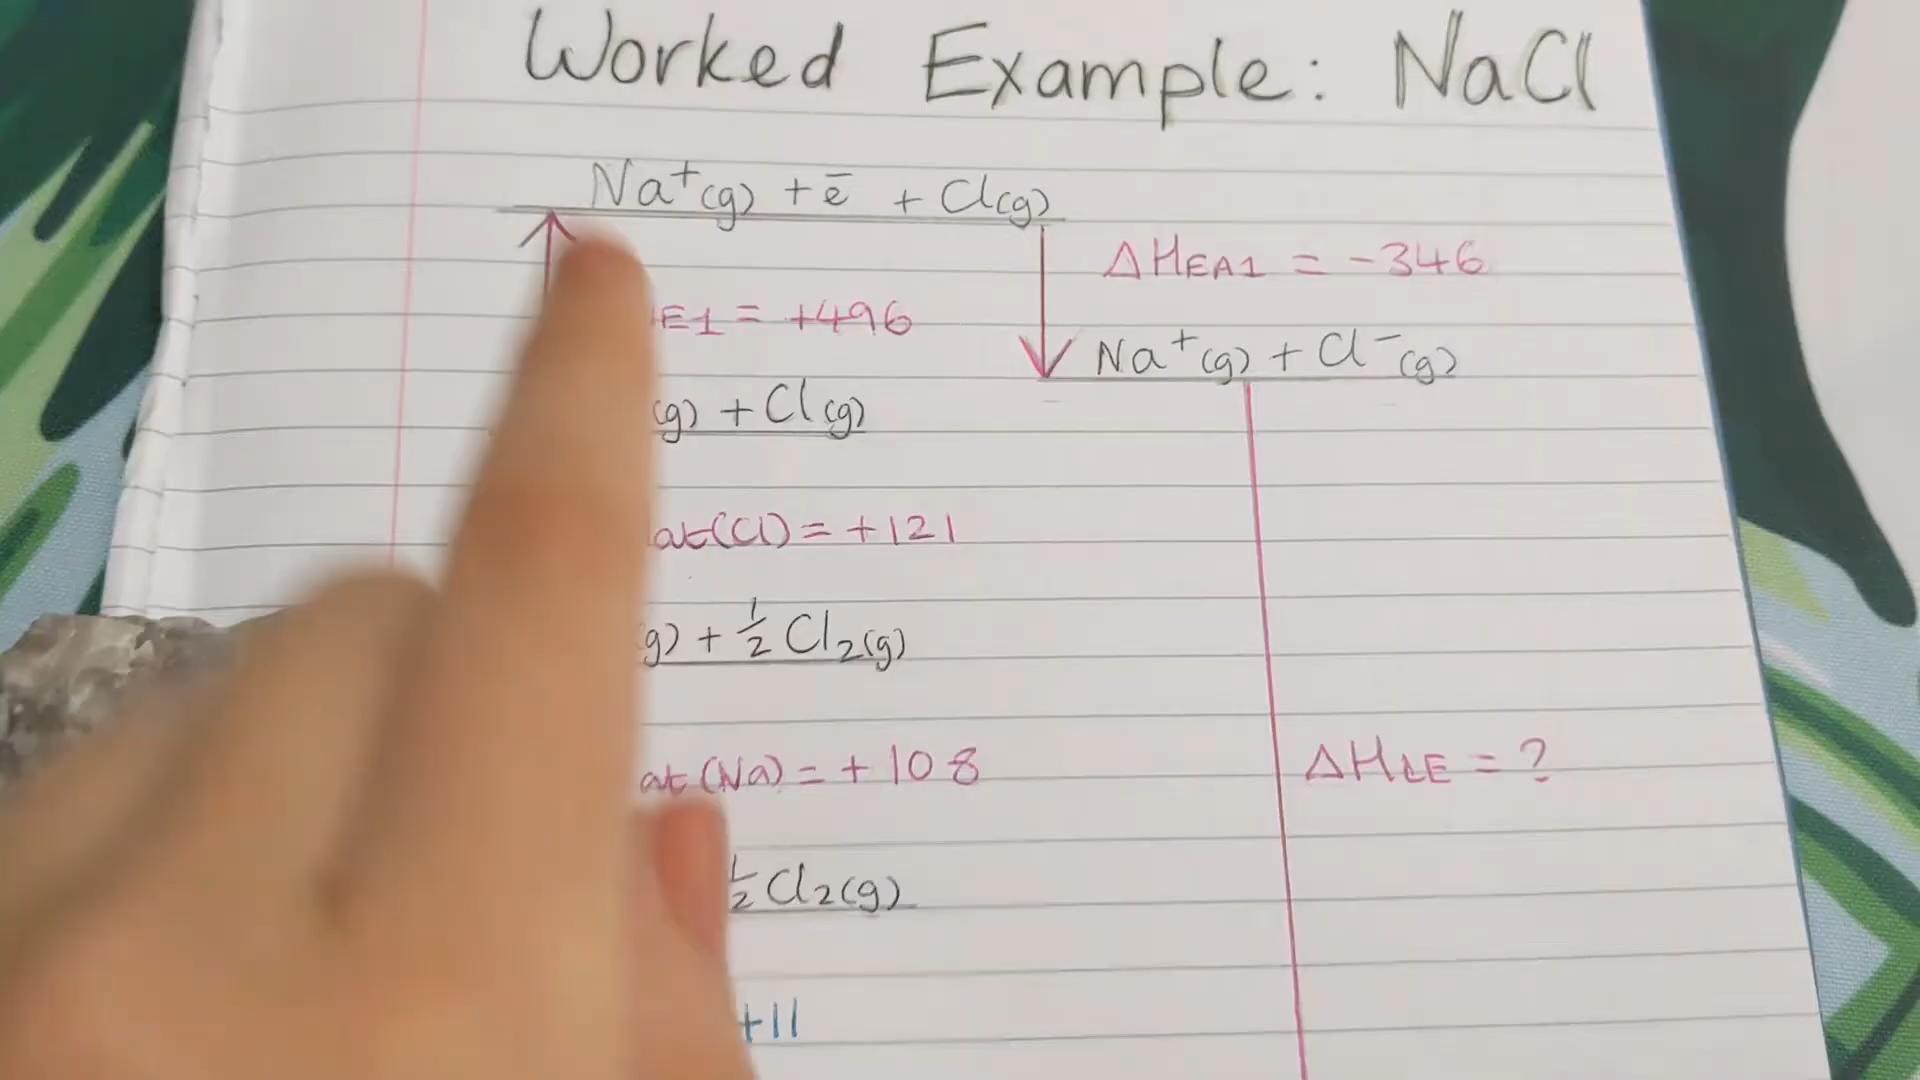 Worked Example: NaCl
Na⁺(g) + e⁻ + Cl(g)
ΔHEA1 = -346
E1 = +496
Na⁺(g) + Cl⁻(g)
(g) + Cl(g)
at(Cl) = +121
g) + ½ Cl₂(g)
at(Na) = +108
ΔHLE = ?
½ Cl₂(g)
+11